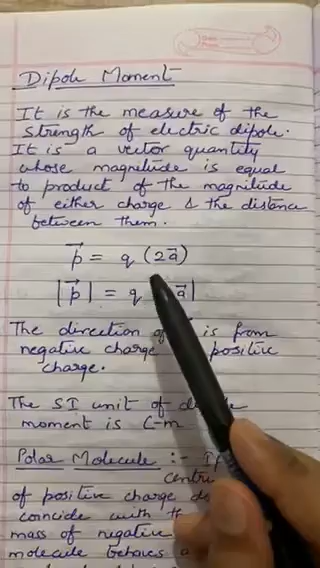 Dipole Moment
It is the measure of the
strength of electric dipole.
It is a vector quantity
whose magnitude is equal
to product of the magnitude
of either charge & the distance
between them.
p⃗ = q (2a⃗)
|p⃗| = q a⃗|
The direction is from
negative charge positive
charge.
The SI unit of
moment is C-m
Polar Molecule :- If
centre
of positive charge
coincide with the
mass of negative
molecule behaves a